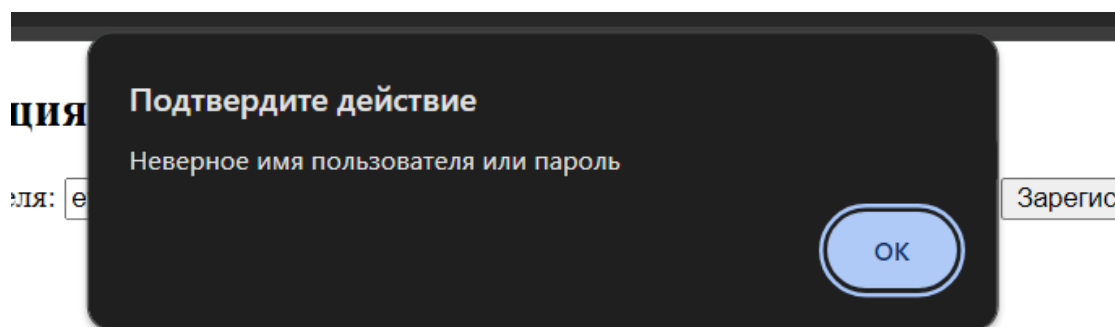 Подтвердите действие
ция
Неверное имя пользователя или пароль
еля: е
Зарегис
ОК